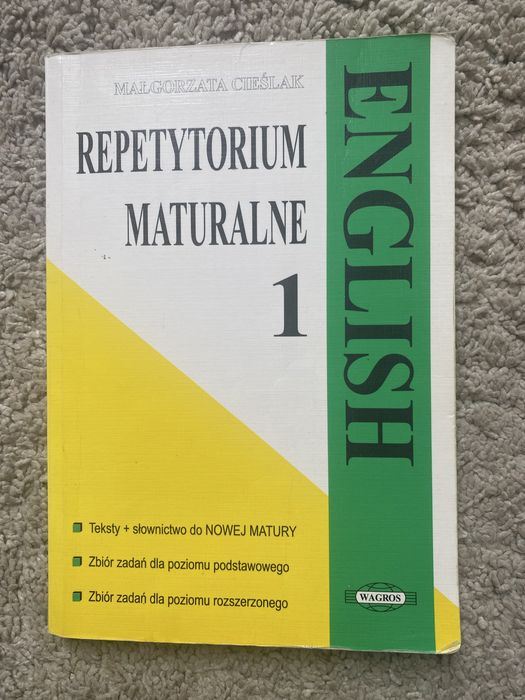 MAŁGORZATA CIEŚLAK
REPETYTORIUM
MATURALNE
1
ENGLISH
Teksty + słownictwo do NOWEJ MATURY
Zbiór zadań dla poziomu podstawowego
Zbiór zadań dla poziomu rozszerzonego
WAGROS